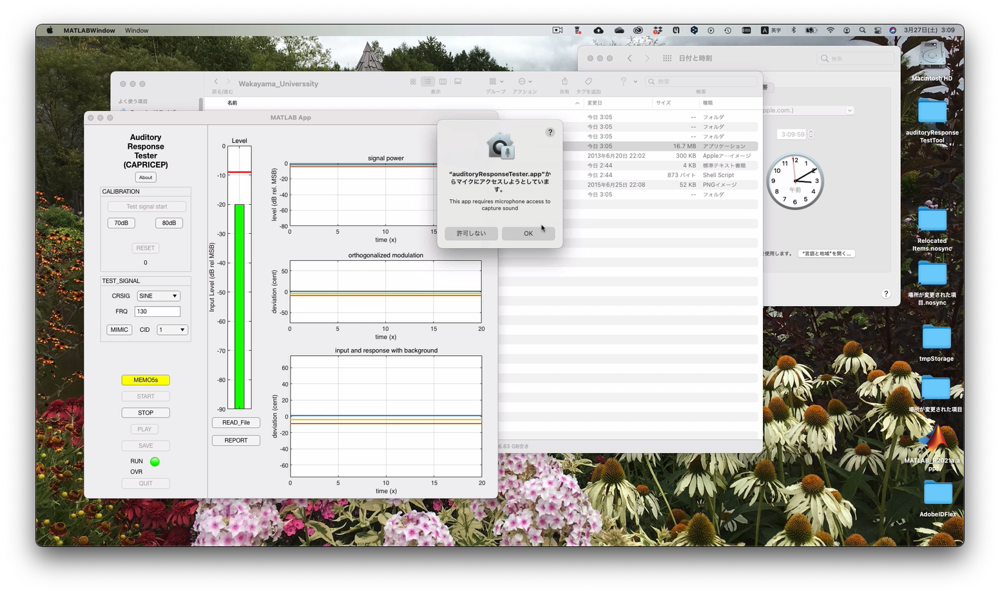 MATLABWindow Window
英字 3月27日(土) 3:09
日付と時刻
検索
Macintosh HD
Wakayama_Universsity
検索
戻る/進む 表示 グループ アクション 共有 タグを追加 検索
よく使う項目
名前 変更日 サイズ 種類
今日 3:05 -- フォルダ
今日 3:05 -- フォルダ
今日 3:05 -- フォルダ
今日 3:05 16.7 MB アプリケーション
2013年6月20日 22:02 300 KB Appleア…イメージ
今日 2:44 4 KB 標準テキスト書類
今日 2:44 873 バイト Shell Script
2015年6月25日 22:08 52 KB PNGイメージ
今日 3:05 -- フォルダ
6.63 GB空き
帯
pple.com.)
3:09:59
12 1 2 3 4 5 6 7 8 9 10 11
午前
を使用します。 "言語と地域"を開く...
?
auditoryResponse
TestTool
Relocated
Items.nosync
場所が変更された項
目.nosync
tmpStorage
場所が変更された項目
MATLAB_R2021a.a
pp
AdobeIDFlex
MATLAB App
Auditory
Response
Tester
(CAPRICEP)
About
CALIBRATION
Test signal start
70dB 80dB
RESET
0
TEST_SIGNAL
CRSIG SINE
FRQ 130
MIMIC CID 1
MEMO5s
START
STOP
PLAY
SAVE
RUN
OVR
QUIT
Level
Input Level (dB rel MSB)
0
-10
-20
-30
-40
-50
-60
-70
-80
-90
READ_File
REPORT
signal power
level (dB rel. MSB)
0
-20
-40
-60
-80
0 5 10 15
time (x)
orthogonalized modulation
deviation (cent)
50
0
-50
0 5 10 15 20
time (x)
input and response with background
deviation (cent)
60
40
20
0
-20
-40
-60
0 5 10 15 20
time (x)
?
"auditoryResponseTester.app"か
らマイクにアクセスしようとしていま
す。
This app requires microphone access to
capture sound
許可しない OK